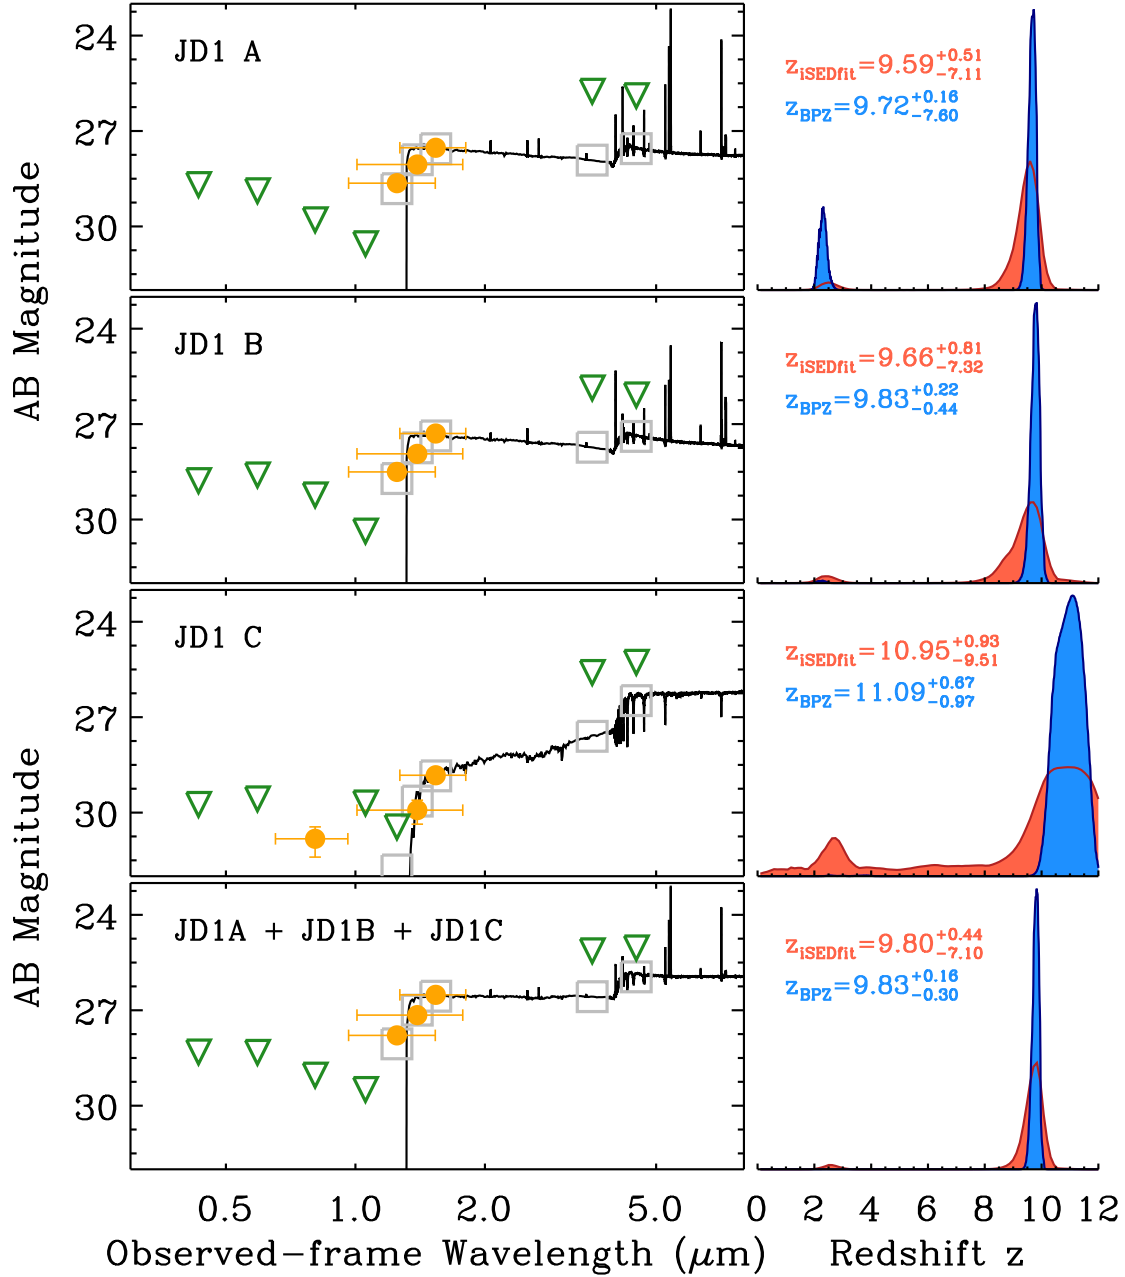 24
27
30
JD1 A
z_iSEDfit=9.59 +0.51 -7.11
z_BPZ=9.72 +0.16 -7.60
AB Magnitude
24
27
30
JD1 B
z_iSEDfit=9.66 +0.81 -7.32
z_BPZ=9.83 +0.22 -0.44
24
27
30
JD1 C
z_iSEDfit=10.95 +0.93 -9.51
z_BPZ=11.09 +0.67 -0.97
AB Magnitude
24
27
30
JD1A + JD1B + JD1C
z_iSEDfit=9.80 +0.44 -7.10
z_BPZ=9.83 +0.16 -0.30
0.5 1.0 2.0 5.0
0 2 4 6 8 10 12
Observed-frame Wavelength (μm)
Redshift z